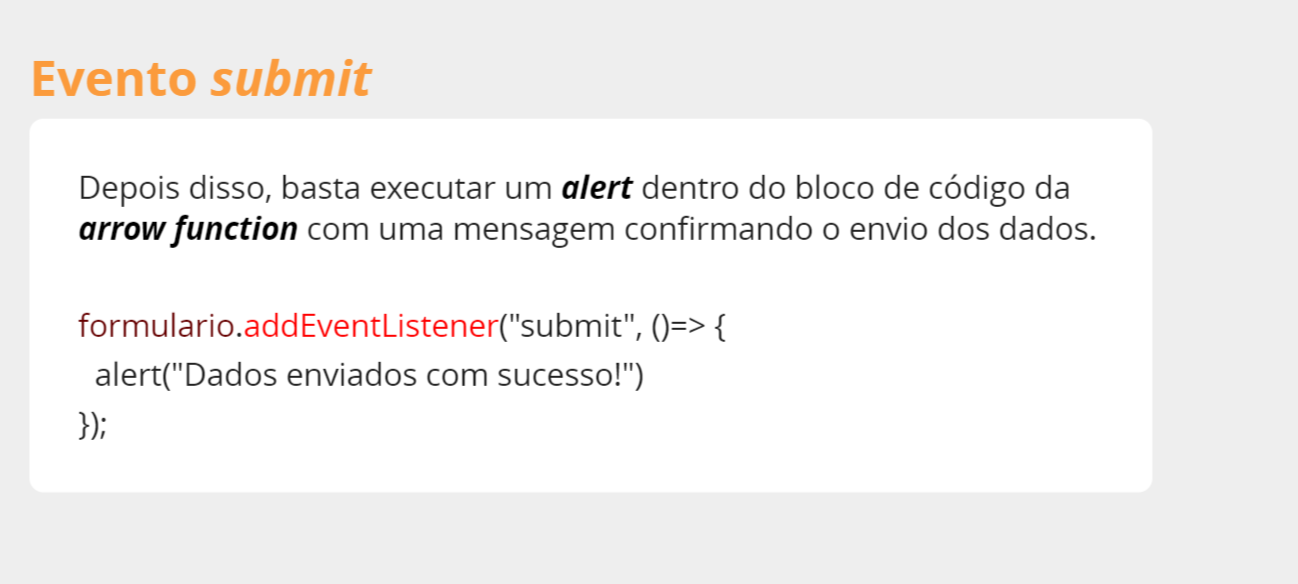 Evento submit
Depois disso, basta executar um alert dentro do bloco de código da
arrow function com uma mensagem confirmando o envio dos dados.
formulario.addEventListener("submit", ()=> {
alert("Dados enviados com sucesso!")
});